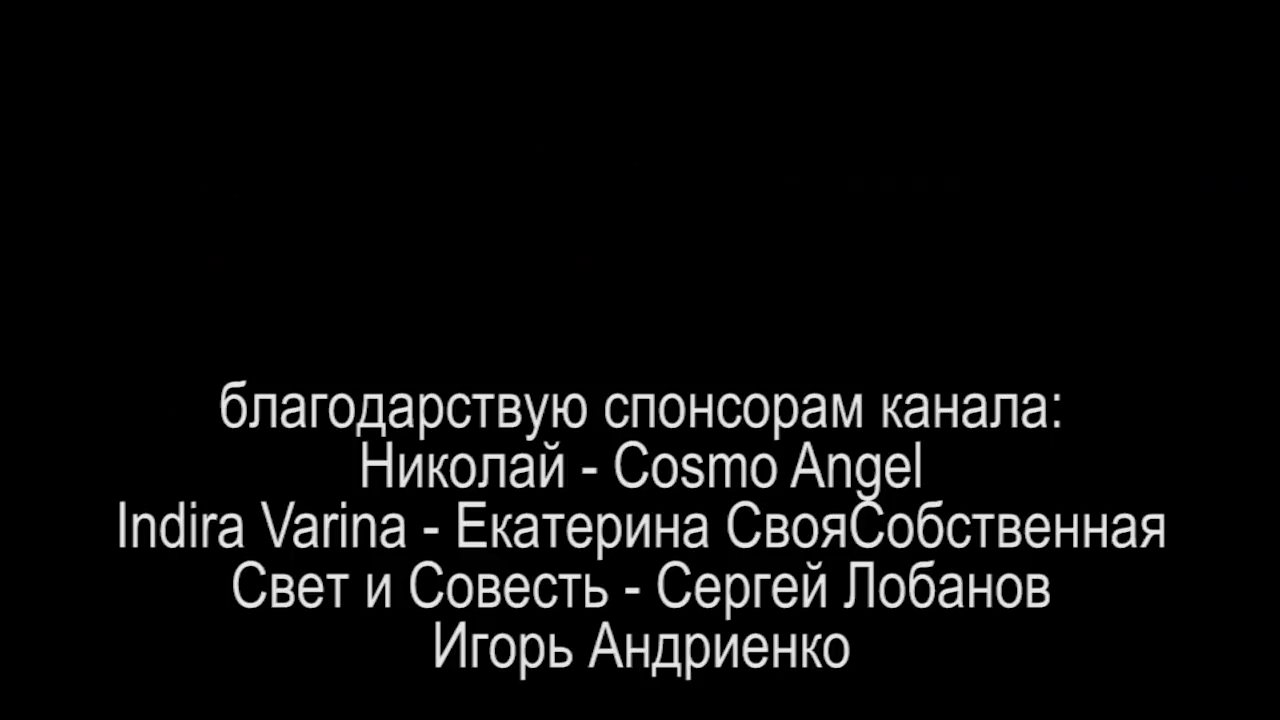 благодарствую спонсорам канала:
Николай - Cosmo Angel
Indira Varina - Екатерина СвояСобственная
Свет и Совесть - Сергей Лобанов
Игорь Андриенко